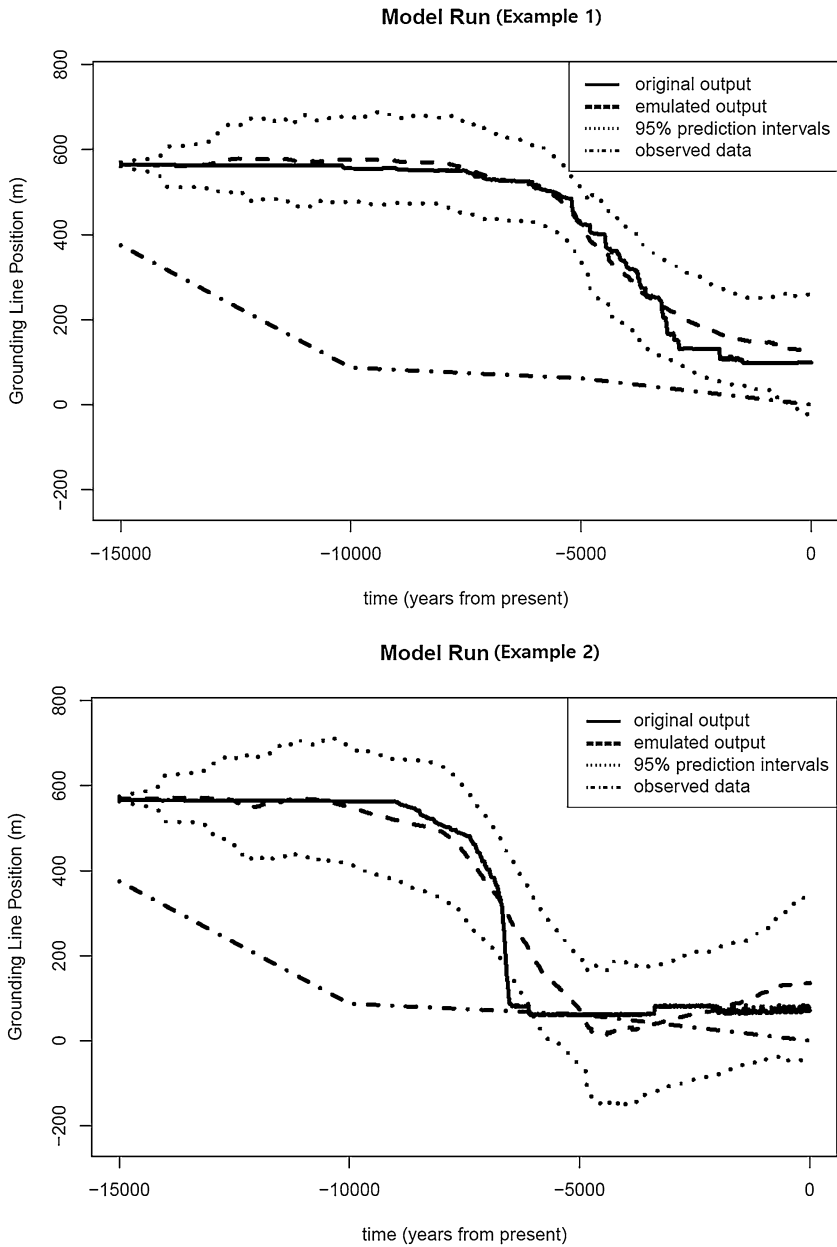 Model Run (Example 1)
800
600
400
200
0
−200
Grounding Line Position (m)
original output
emulated output
95% prediction intervals
observed data
−15000
−10000
−5000
0
time (years from present)
Model Run (Example 2)
800
600
400
200
0
−200
Grounding Line Position (m)
original output
emulated output
95% prediction intervals
observed data
−15000
−10000
−5000
0
time (years from present)